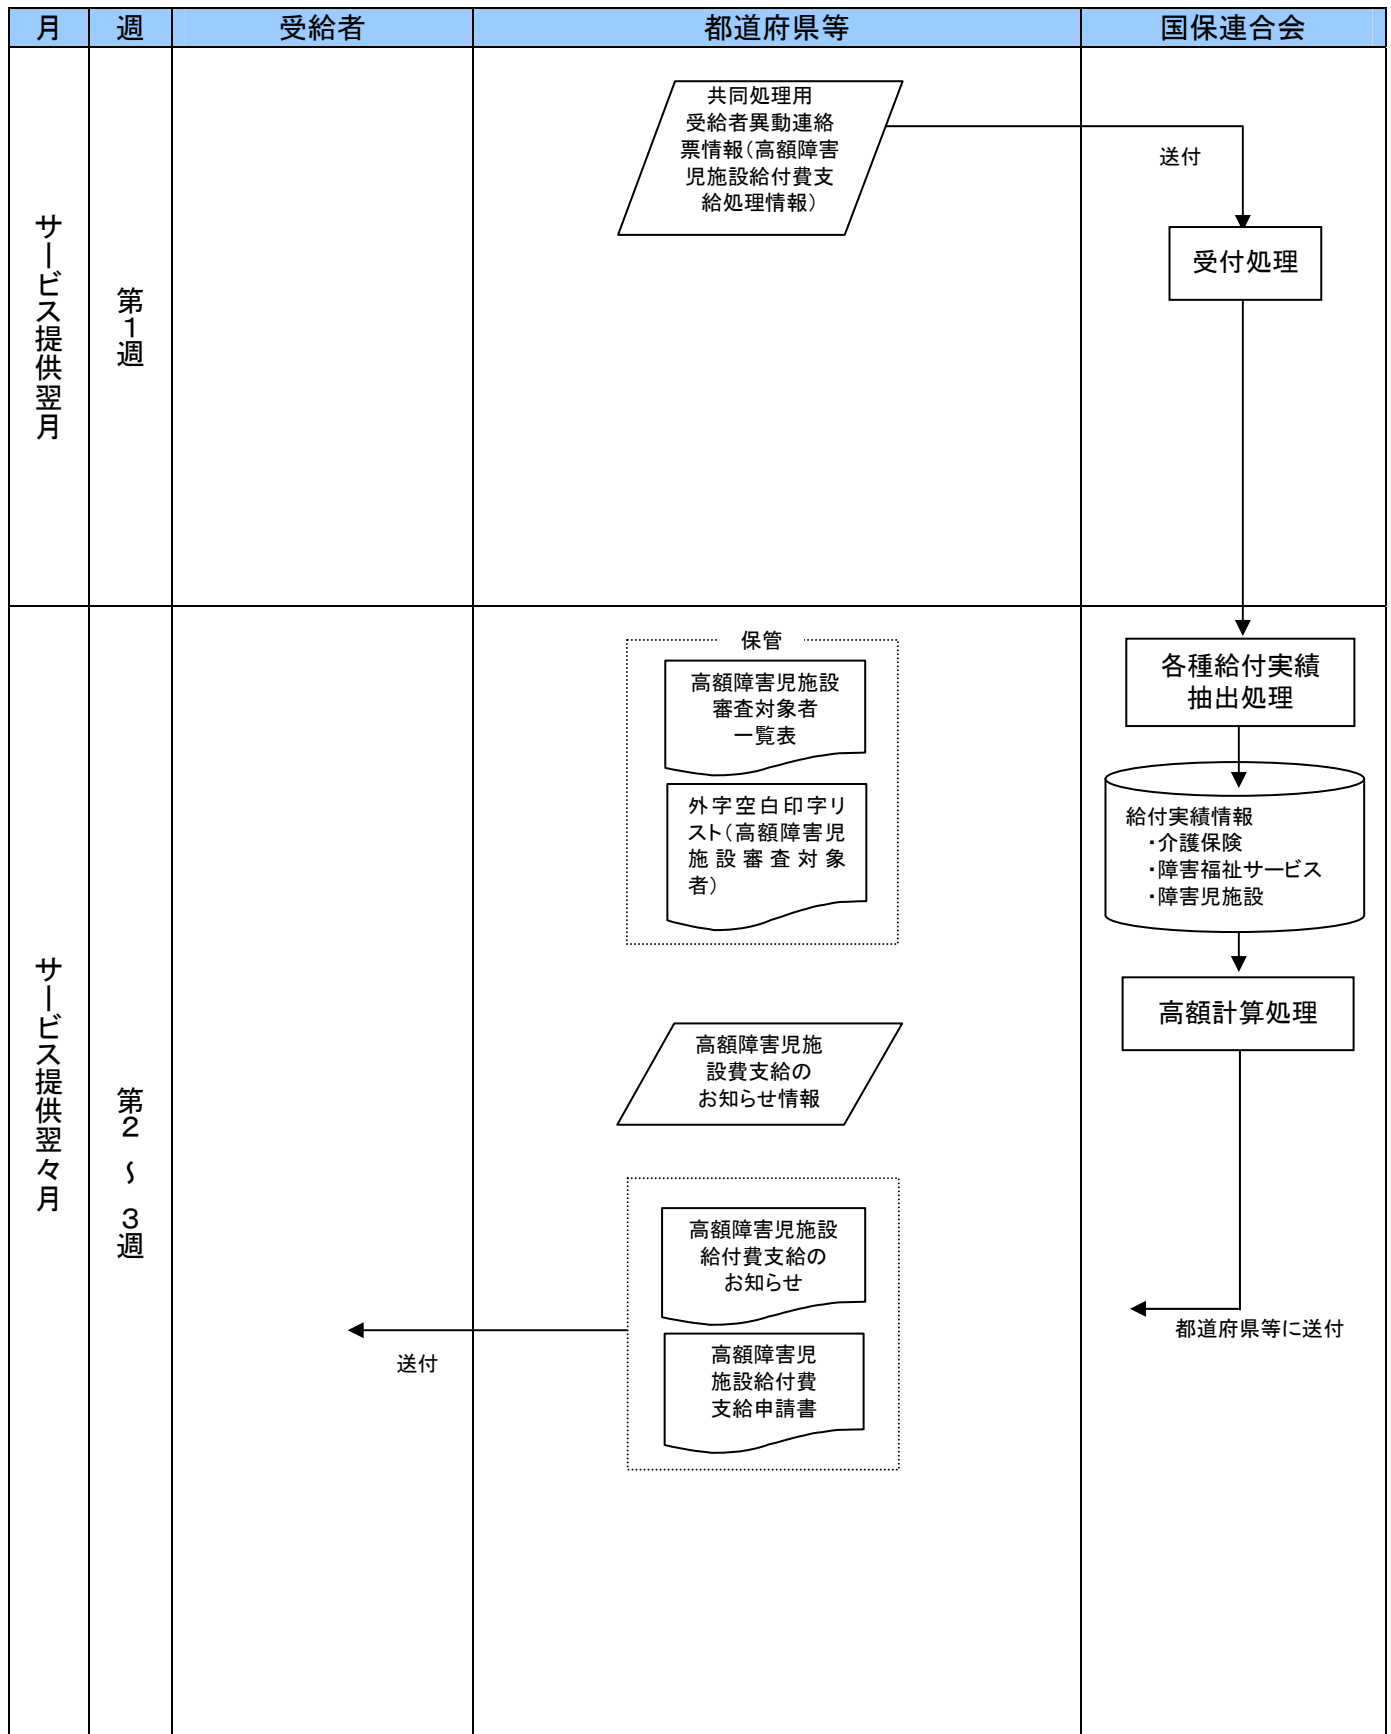 月 週 受給者 都道府県等 国保連合会
サービス提供翌月
第1週
共同処理用
受給者異動連絡
票情報(高額障害
児施設給付費支
給処理情報)
送付
受付処理
サービス提供翌々月
第2～3週
保管
高額障害児施設
審査対象者
一覧表
外字空白印字リ
スト(高額障害児
施設審査対象
者)
各種給付実績
抽出処理
給付実績情報
・介護保険
・障害福祉サービス
・障害児施設
高額計算処理
高額障害児施
設費支給の
お知らせ情報
高額障害児施設
給付費支給の
お知らせ
高額障害児
施設給付費
支給申請書
送付
都道府県等に送付